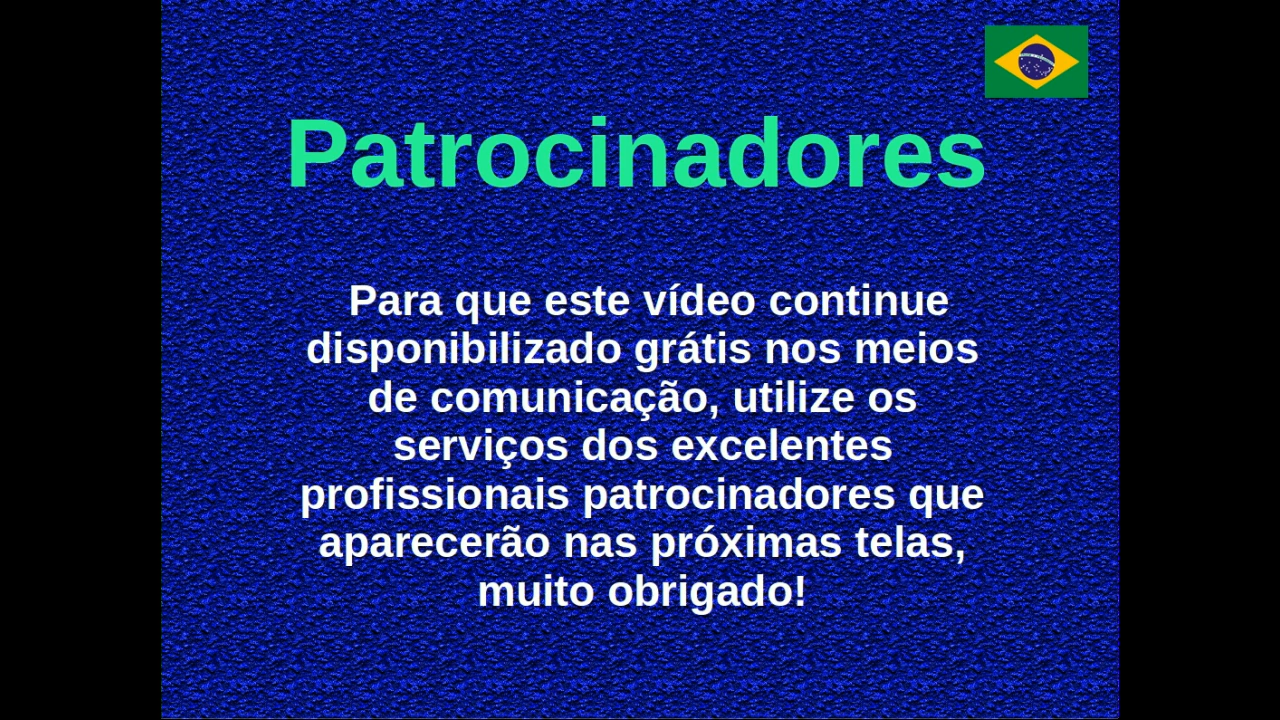 Patrocinadores
Para que este vídeo continue
disponibilizado grátis nos meios
de comunicação, utilize os
serviços dos excelentes
profissionais patrocinadores que
aparecerão nas próximas telas,
muito obrigado!